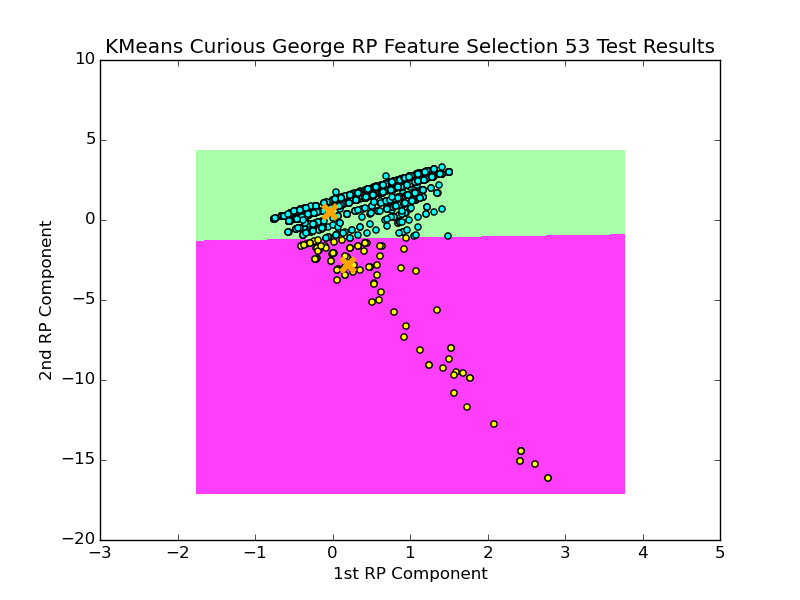 KMeans Curious George RP Feature Selection 53 Test Results
10
5
0
−5
−10
−15
−20
2nd RP Component
−3 −2 −1 0 1 2 3 4 5
1st RP Component